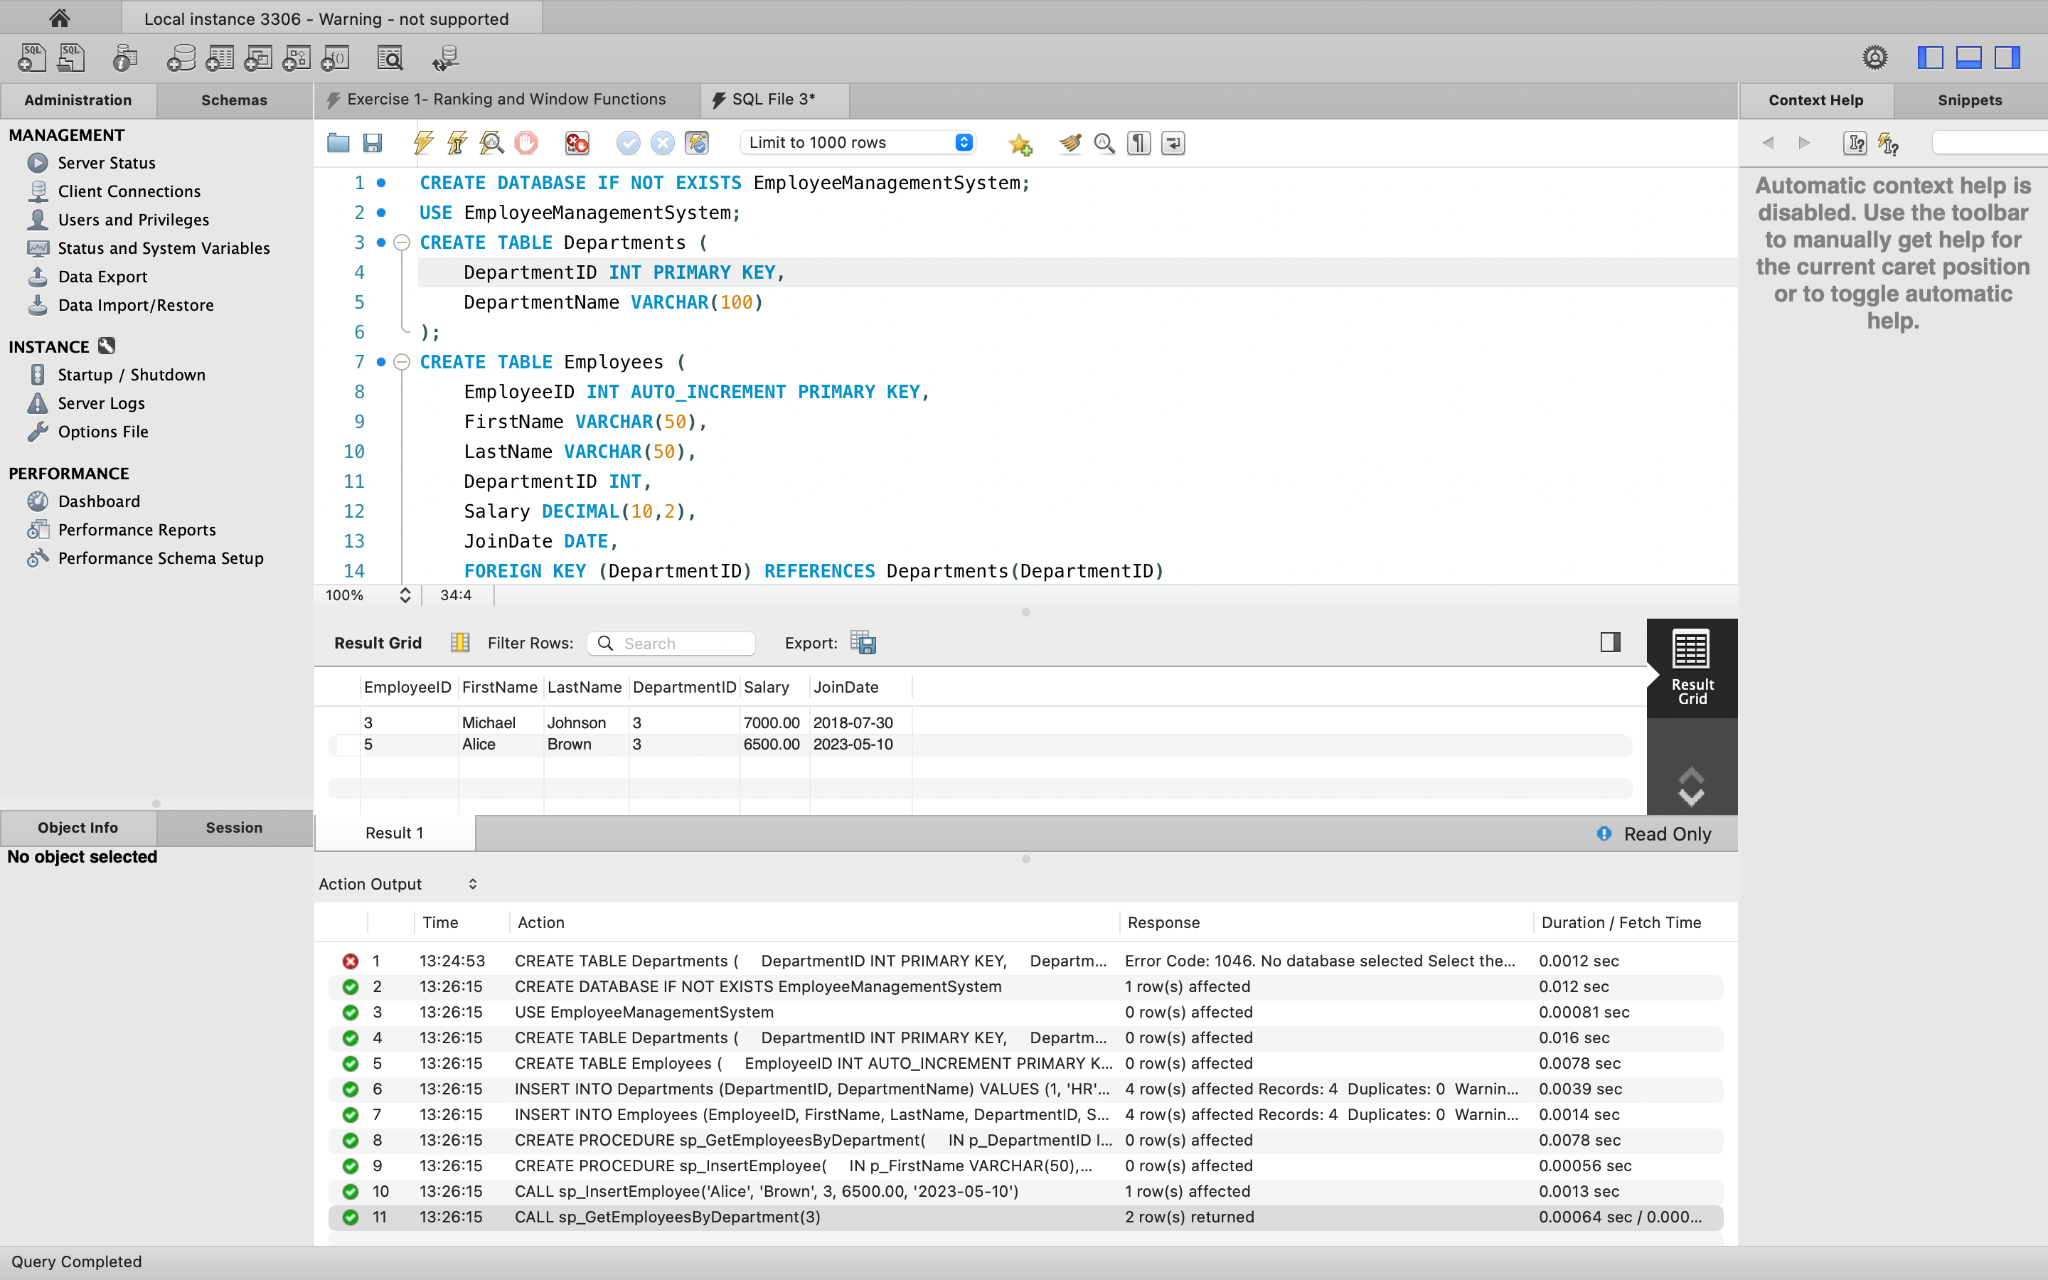 Local instance 3306 - Warning - not supported
Administration
Schemas
MANAGEMENT
Server Status
Client Connections
Users and Privileges
Status and System Variables
Data Export
Data Import/Restore
INSTANCE
Startup / Shutdown
Server Logs
Options File
PERFORMANCE
Dashboard
Performance Reports
Performance Schema Setup
Object Info
Session
No object selected
Exercise 1- Ranking and Window Functions
SQL File 3*
Limit to 1000 rows
1 CREATE DATABASE IF NOT EXISTS EmployeeManagementSystem;
2 USE EmployeeManagementSystem;
3 CREATE TABLE Departments (
4 DepartmentID INT PRIMARY KEY,
5 DepartmentName VARCHAR(100)
6 );
7 CREATE TABLE Employees (
8 EmployeeID INT AUTO_INCREMENT PRIMARY KEY,
9 FirstName VARCHAR(50),
10 LastName VARCHAR(50),
11 DepartmentID INT,
12 Salary DECIMAL(10,2),
13 JoinDate DATE,
14 FOREIGN KEY (DepartmentID) REFERENCES Departments(DepartmentID)
100% 34:4
Result Grid Filter Rows: Search Export:
EmployeeID FirstName LastName DepartmentID Salary JoinDate
3 Michael Johnson 3 7000.00 2018-07-30
5 Alice Brown 3 6500.00 2023-05-10
Result
Grid
Result 1
Read Only
Action Output
Time Action Response Duration / Fetch Time
1 13:24:53 CREATE TABLE Departments ( DepartmentID INT PRIMARY KEY, Departm... Error Code: 1046. No database selected Select the... 0.0012 sec
2 13:26:15 CREATE DATABASE IF NOT EXISTS EmployeeManagementSystem 1 row(s) affected 0.012 sec
3 13:26:15 USE EmployeeManagementSystem 0 row(s) affected 0.00081 sec
4 13:26:15 CREATE TABLE Departments ( DepartmentID INT PRIMARY KEY, Departm... 0 row(s) affected 0.016 sec
5 13:26:15 CREATE TABLE Employees ( EmployeeID INT AUTO_INCREMENT PRIMARY K... 0 row(s) affected 0.0078 sec
6 13:26:15 INSERT INTO Departments (DepartmentID, DepartmentName) VALUES (1, 'HR'... 4 row(s) affected Records: 4 Duplicates: 0 Warnin... 0.0039 sec
7 13:26:15 INSERT INTO Employees (EmployeeID, FirstName, LastName, DepartmentID, S... 4 row(s) affected Records: 4 Duplicates: 0 Warnin... 0.0014 sec
8 13:26:15 CREATE PROCEDURE sp_GetEmployeesByDepartment( IN p_DepartmentID I... 0 row(s) affected 0.0078 sec
9 13:26:15 CREATE PROCEDURE sp_InsertEmployee( IN p_FirstName VARCHAR(50),... 0 row(s) affected 0.00056 sec
10 13:26:15 CALL sp_InsertEmployee('Alice', 'Brown', 3, 6500.00, '2023-05-10') 1 row(s) affected 0.0013 sec
11 13:26:15 CALL sp_GetEmployeesByDepartment(3) 2 row(s) returned 0.00064 sec / 0.000...
Context Help
Snippets
Automatic context help is
disabled. Use the toolbar
to manually get help for
the current caret position
or to toggle automatic
help.
Query Completed